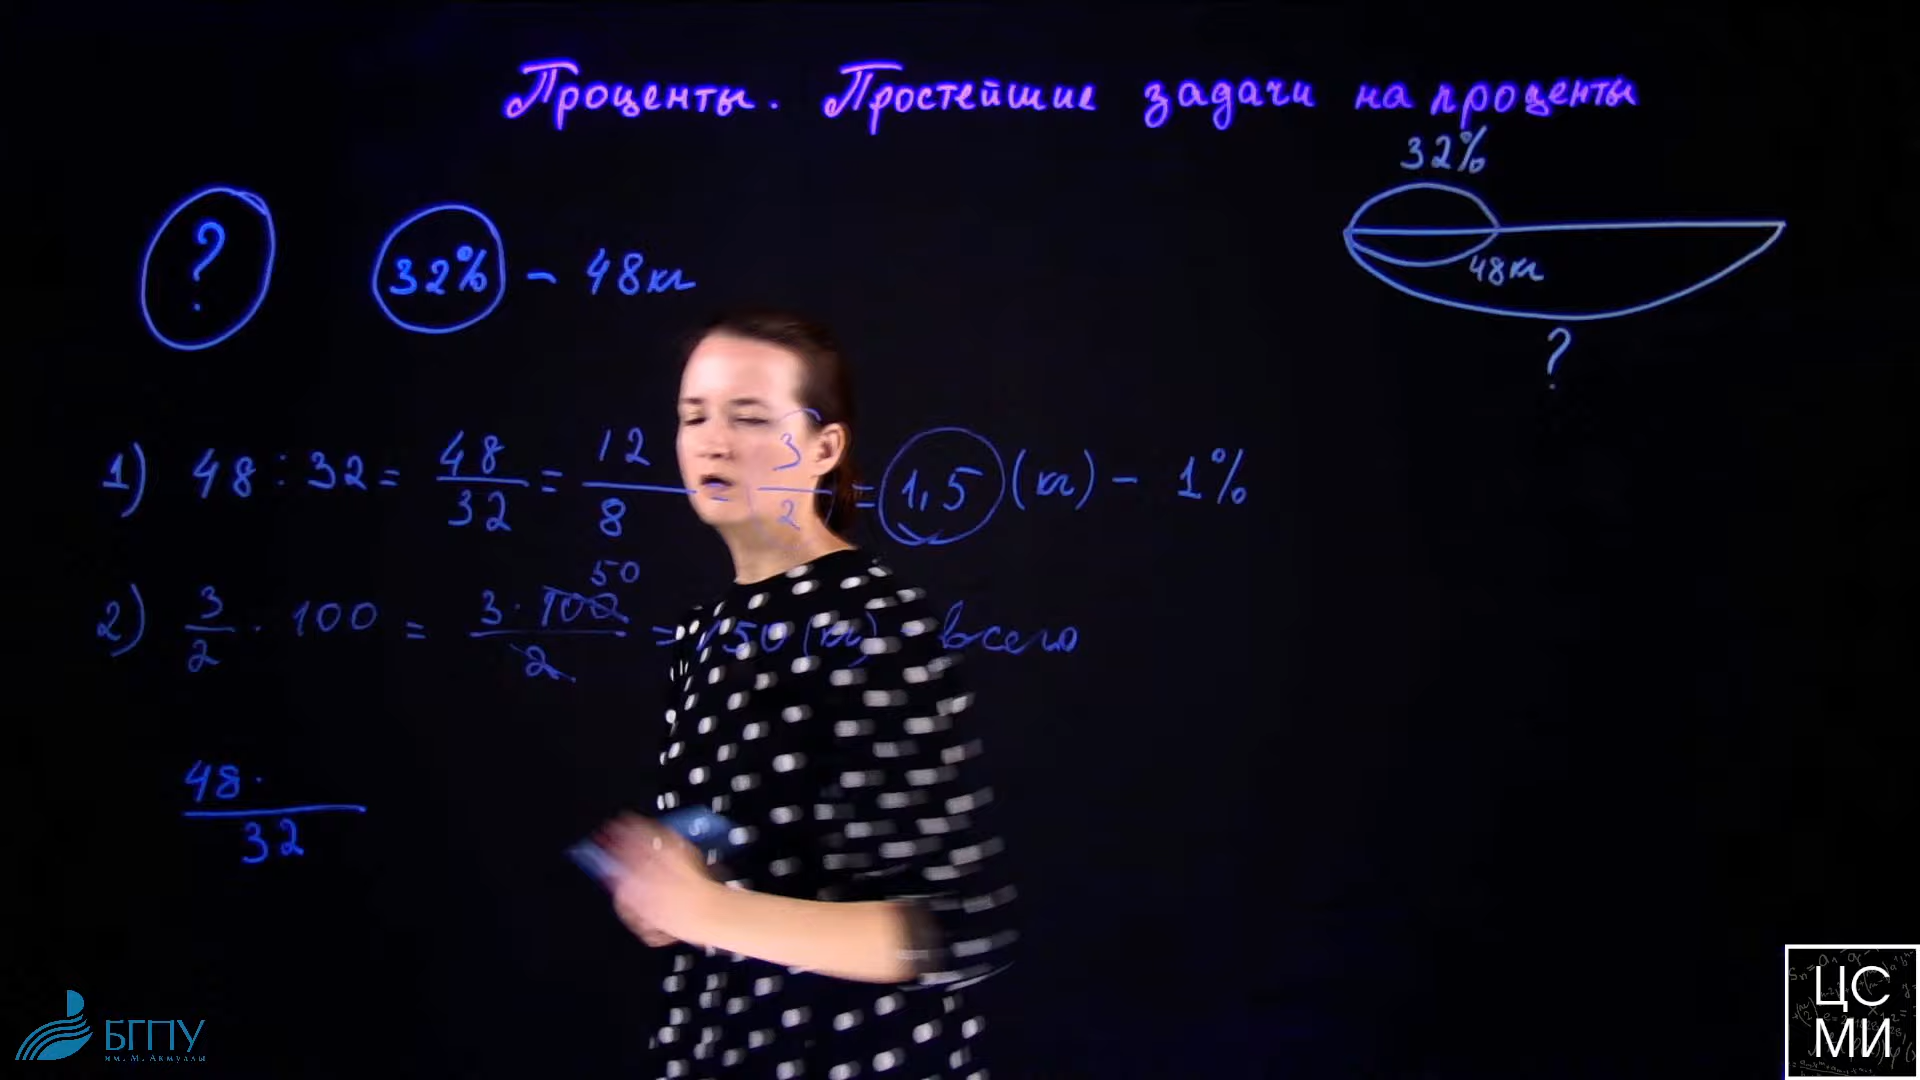 Проценты. Простейшие задачи на проценты
32%
? 32% - 48кг
48кг
?
1) 48 : 32 = 48/32 = 12/8 = 3/2 = 1,5 (кг) - 1%
2) 3/2 · 100 = 3 · 100/2 = 150 (кг) - всего
50
48 ·
32
БГПУ
им. М. Акмуллы
ЦС
МИ